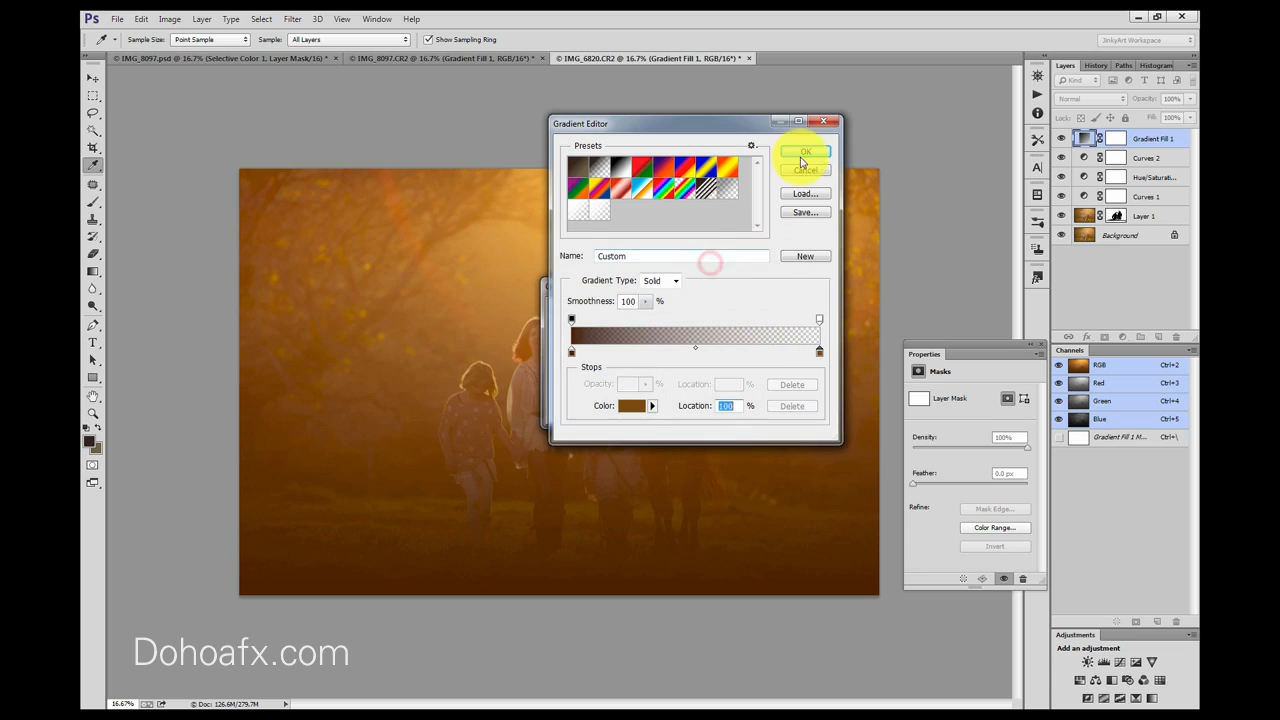 Ps File Edit Image Layer Type Select Filter 3D View Window Help
Sample Size: Point Sample Sample: All Layers Show Sampling Ring JinkyArt Workspace
© IMG_8097.psd @ 16.7% (Selective Color 1, Layer Mask/16) * × © IMG_8097.CR2 @ 16.7% (Gradient Fill 1, RGB/16*) * × © IMG_6820.CR2 @ 16.7% (Gradient Fill 1, RGB/16*) * ×
Layers History Paths Histogram
Kind
Normal Opacity: 100%
Lock: Fill: 100%
Gradient Fill 1
Curves 2
Hue/Saturati...
Curves 1
Layer 1
Background
Gradient Editor
Presets
OK
Cancel
Load...
Save...
Name: Custom New
Gradient Type: Solid
Smoothness: 100 %
Stops
Opacity: % Location: % Delete
Color: Location: 100 % Delete
Properties
Masks
Layer Mask
Density: 100%
Feather: 0.0 px
Refine: Mask Edge...
Color Range...
Invert
Channels
RGB Ctrl+2
Red Ctrl+3
Green Ctrl+4
Blue Ctrl+5
Gradient Fill 1 M... Ctrl+\
Adjustments
Add an adjustment
Dohoafx.com
16.67% Doc: 126.6M/279.7M